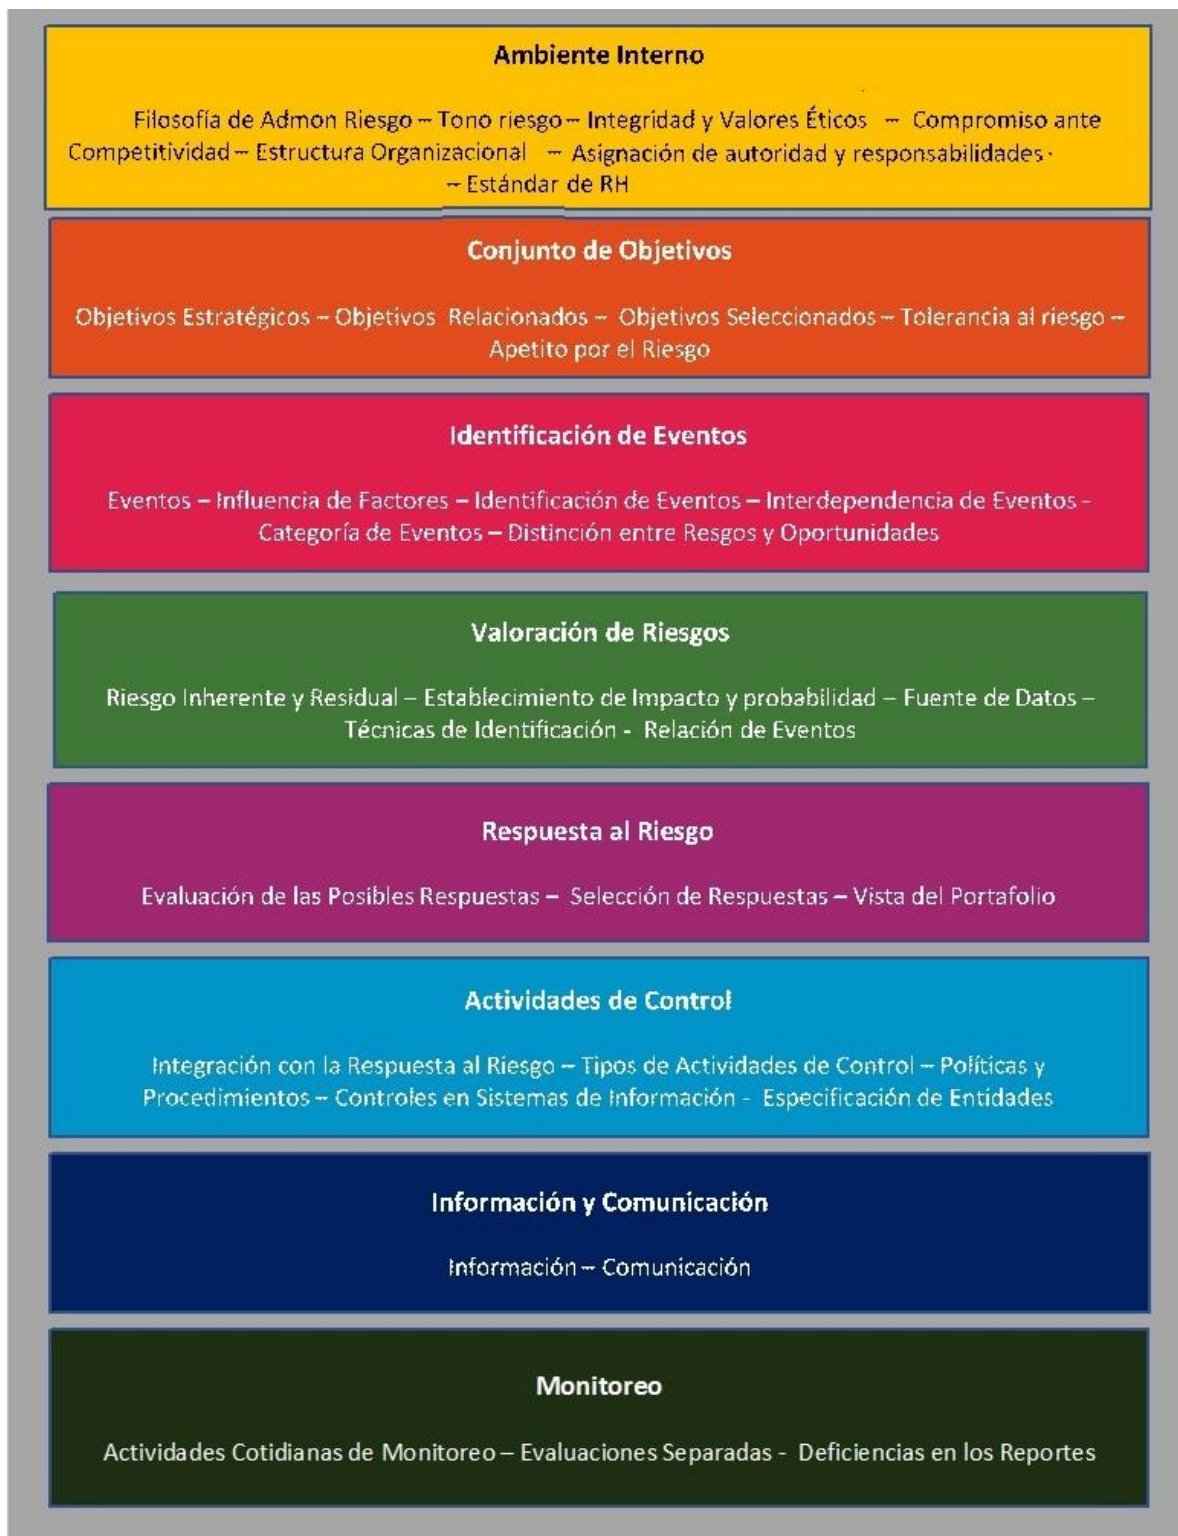 Ambiente Interno
Filosofía de Admon Riesgo – Tono riesgo – Integridad y Valores Éticos – Compromiso ante
Competitividad – Estructura Organizacional – Asignación de autoridad y responsabilidades
– Estándar de RH
Conjunto de Objetivos
Objetivos Estratégicos – Objetivos Relacionados – Objetivos Seleccionados – Tolerancia al riesgo –
Apetito por el Riesgo
Identificación de Eventos
Eventos – Influencia de Factores – Identificación de Eventos – Interdependencia de Eventos -
Categoría de Eventos – Distinción entre Resgos y Oportunidades
Valoración de Riesgos
Riesgo Inherente y Residual – Establecimiento de Impacto y probabilidad – Fuente de Datos –
Técnicas de Identificación - Relación de Eventos
Respuesta al Riesgo
Evaluación de las Posibles Respuestas – Selección de Respuestas – Vista del Portafolio
Actividades de Control
Integración con la Respuesta al Riesgo – Tipos de Actividades de Control – Políticas y
Procedimientos – Controles en Sistemas de Información - Especificación de Entidades
Información y Comunicación
Información – Comunicación
Monitoreo
Actividades Cotidianas de Monitoreo – Evaluaciones Separadas - Deficiencias en los Reportes